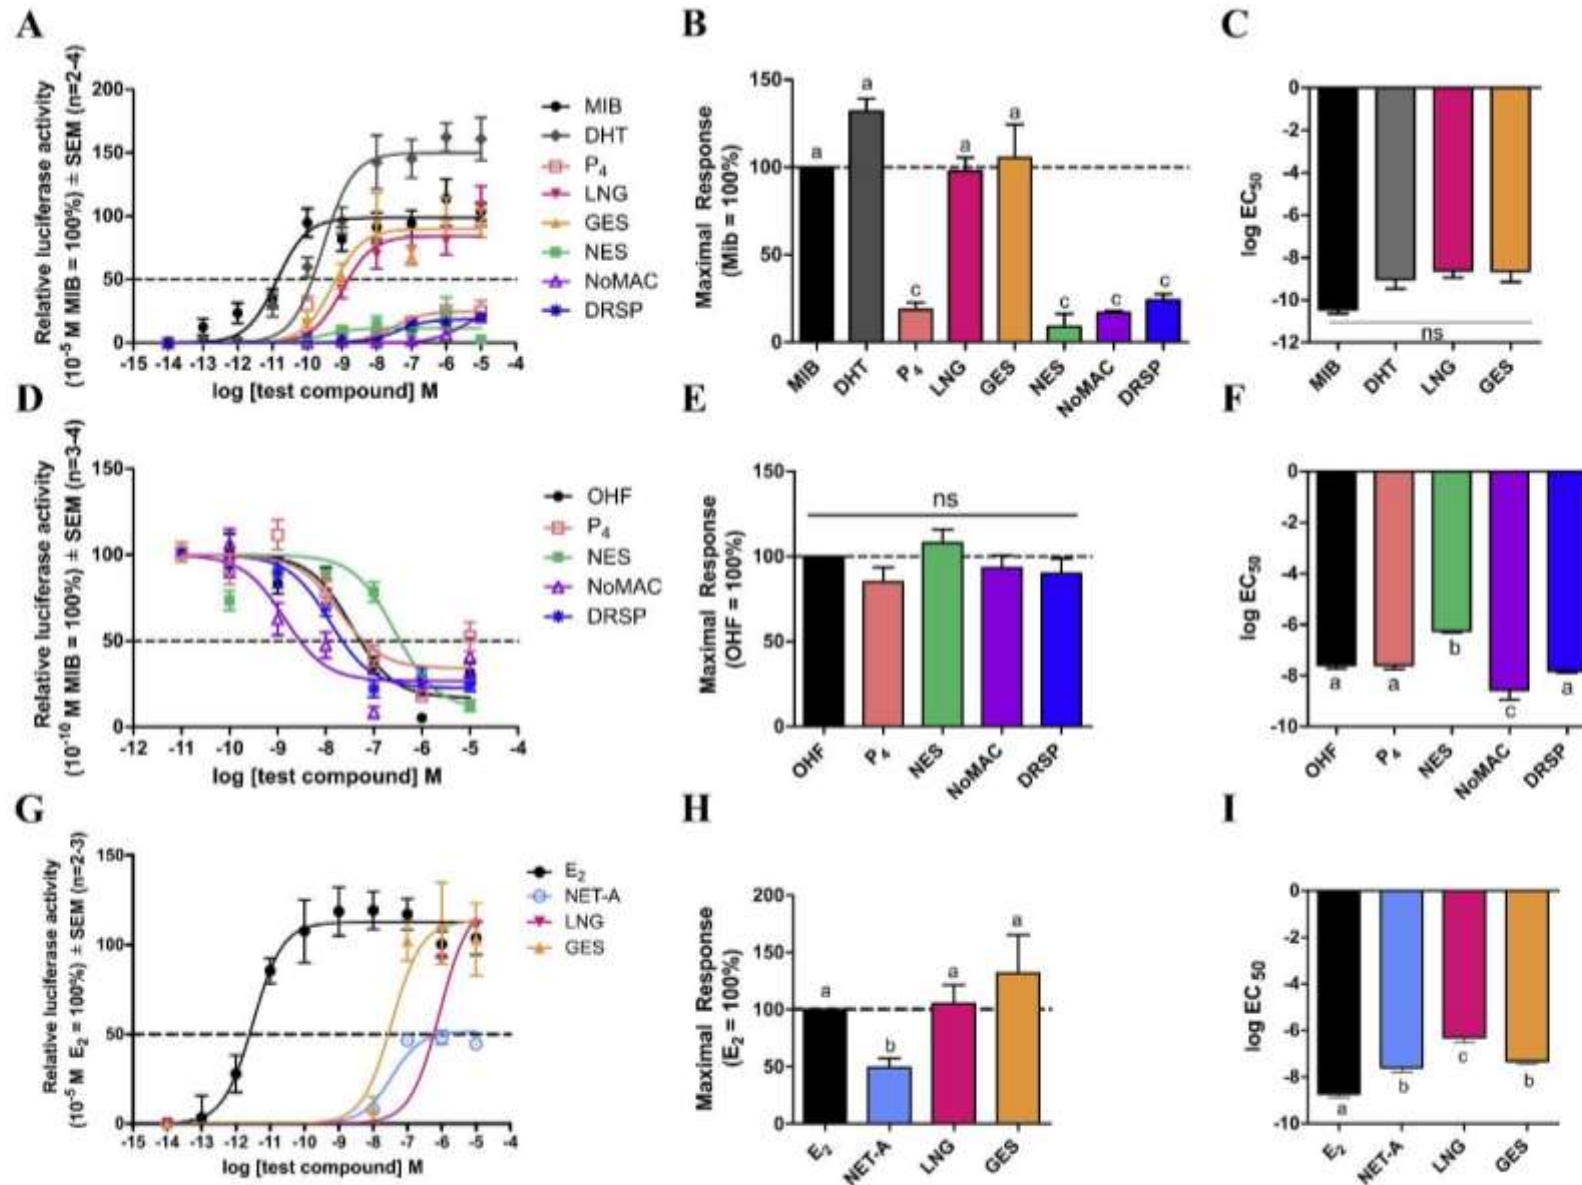 A
Relative luciferase activity
(10⁻⁵ M MIB = 100%) ± SEM (n=2-4)
200
150
100
50
0
-15 -14 -13 -12 -11 -10 -9 -8 -7 -6 -5 -4
log [test compound] M
MIB
DHT
P₄
LNG
GES
NES
NoMAC
DRSP
B
Maximal Response
(Mib = 100%)
150
100
50
0
a
a
c
a
a
c
c
c
MIB DHT P₄ LNG GES NES NoMAC DRSP
C
log EC₅₀
0
-2
-4
-6
-8
-10
-12
ns
MIB DHT LNG GES
D
Relative luciferase activity
(10⁻¹⁰ MIB = 100%) ± SEM (n=3-4)
150
100
50
0
-12 -11 -10 -9 -8 -7 -6 -5 -4
log [test compound] M
OHF
P₄
NES
NoMAC
DRSP
E
Maximal Response
(OHF = 100%)
150
100
50
0
ns
OHF P₄ NES NoMAC DRSP
F
log EC₅₀
0
-2
-4
-6
-8
-10
a
a
b
c
a
OHF P₄ NES NoMAC DRSP
G
Relative luciferase activity
(10⁻⁵ M E₂ = 100%) ± SEM (n=2-3)
150
100
50
0
-15 -14 -13 -12 -11 -10 -9 -8 -7 -6 -5 -4
log [test compound] M
E₂
NET-A
LNG
GES
H
Maximal Response
(E₂ = 100%)
200
150
100
50
0
a
b
a
a
E₂ NET-A LNG GES
I
log EC₅₀
0
-2
-4
-6
-8
-10
a
b
c
b
E₂ NET-A LNG GES